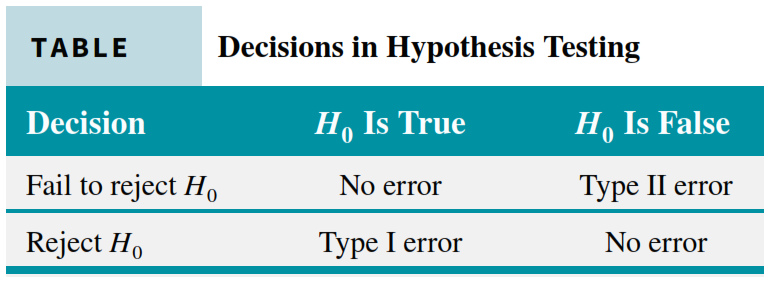 TABLE Decisions in Hypothesis Testing
Decision H₀ Is True H₀ Is False
Fail to reject H₀ No error Type II error
Reject H₀ Type I error No error